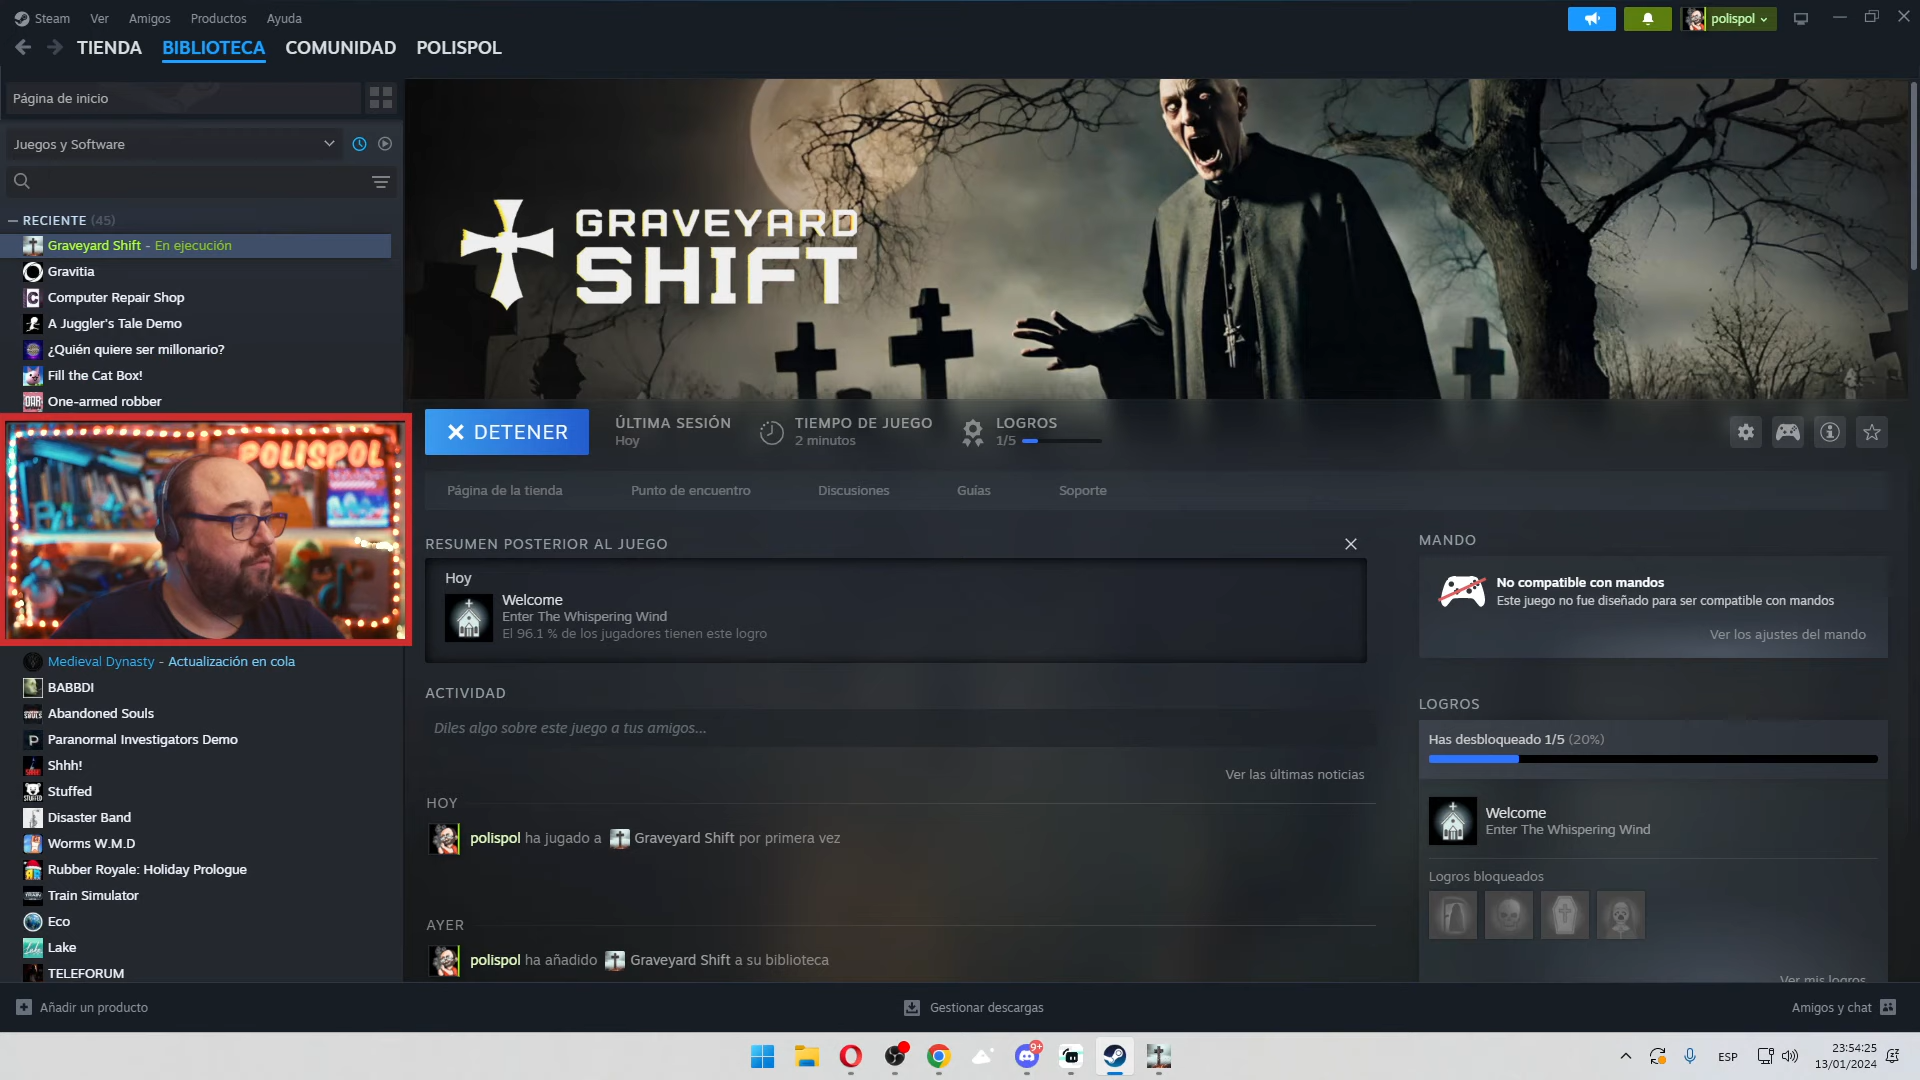 Steam Ver Amigos Productos Ayuda polispol
TIENDA BIBLIOTECA COMUNIDAD POLISPOL
Página de inicio
Juegos y Software
RECIENTE (45)
Graveyard Shift - En ejecución
Gravitia
Computer Repair Shop
A Juggler's Tale Demo
¿Quién quiere ser millonario?
Fill the Cat Box!
One-armed robber
POLISPOL
Medieval Dynasty - Actualización en cola
BABBDI
Abandoned Souls
Paranormal Investigators Demo
Shhh!
Stuffed
Disaster Band
Worms W.M.D
Rubber Royale: Holiday Prologue
Train Simulator
Eco
Lake
TELEFORUM
GRAVEYARD
SHIFT
DETENER
ÚLTIMA SESIÓN
Hoy
TIEMPO DE JUEGO
2 minutos
LOGROS
1/5
Página de la tienda Punto de encuentro Discusiones Guías Soporte
RESUMEN POSTERIOR AL JUEGO
Hoy
Welcome
Enter The Whispering Wind
El 96.1 % de los jugadores tienen este logro
ACTIVIDAD
Diles algo sobre este juego a tus amigos...
Ver las últimas noticias
HOY
polispol ha jugado a Graveyard Shift por primera vez
AYER
polispol ha añadido Graveyard Shift a su biblioteca
MANDO
No compatible con mandos
Este juego no fue diseñado para ser compatible con mandos
Ver los ajustes del mando
LOGROS
Has desbloqueado 1/5 (20%)
Welcome
Enter The Whispering Wind
Logros bloqueados
Ver mis logros
Añadir un producto
Gestionar descargas
Amigos y chat
9+
ESP
23:54:25
13/01/2024